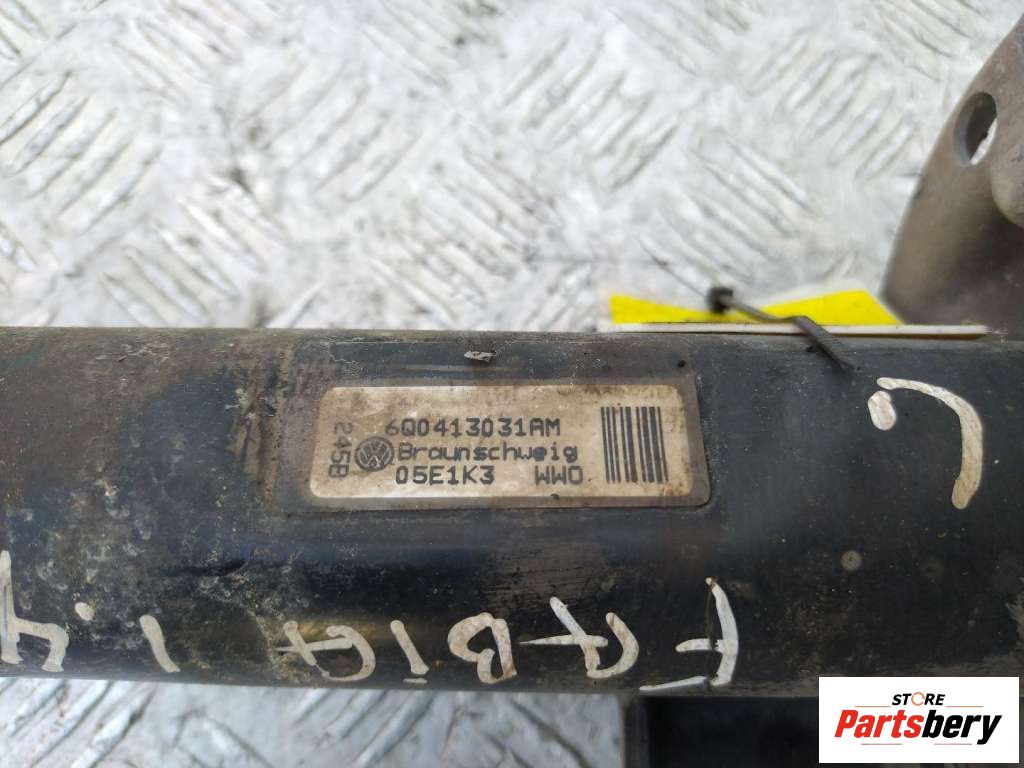 6Q0413031AM
Braunschweig
05E1K3 WWO
245B
FABIA 1.4
STORE
Partsbery